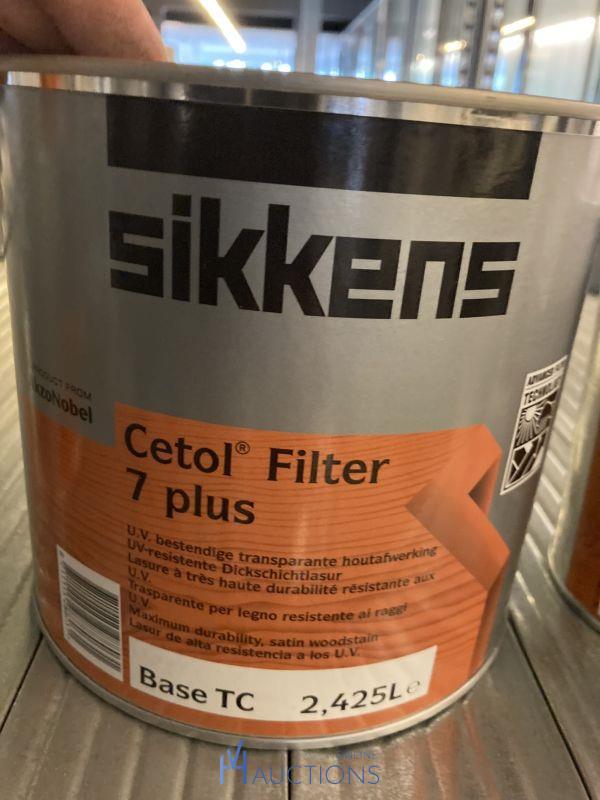 sikkens
PRODUCT FROM
AkzoNobel
TECHNOLOGY
Cetol® Filter
7 plus
U.V. bestendige transparante houtafwerking
UV-resistente Dickschichtlasur
Lasure à très haute durabilité résistante aux
U.V.
Trasparente per legno resistente ai raggi
U.V.
Maximum durability, satin woodstain
Lasur de alta resistencia a los U.V.
Base TC 2,425L e
ONLINE
AUCTIONS